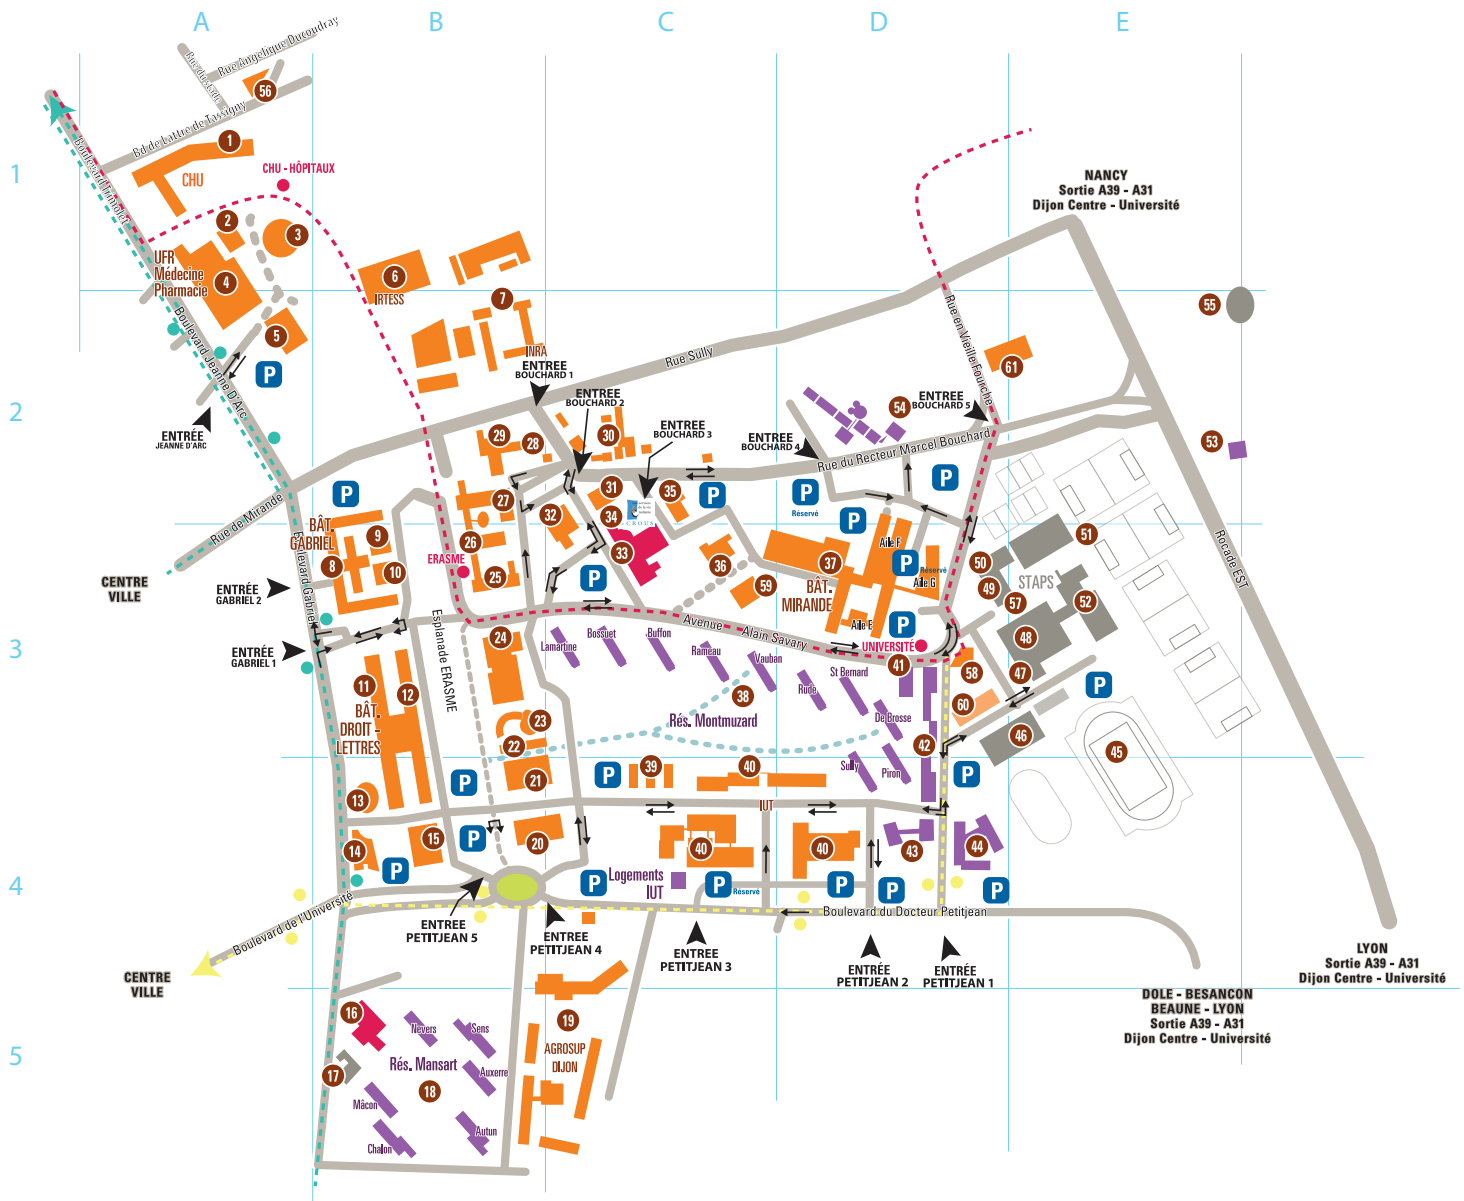 A
B
C
D
E
1
2
3
4
5
Rue Angelique Ducoudray
Rue du stade
56
Bd de Lattre de Tassigny
Boulevard Trimolet
1
CHU
CHU - HÔPITAUX
2
3
UFR
Médecine
Pharmacie
4
5
P
Boulevard Jeanne D'Arc
ENTRÉE
JEANNE D'ARC
6
IRTESS
7
INRA
ENTREE
BOUCHARD 1
ENTREE
BOUCHARD 2
ENTREE
BOUCHARD 3
ENTREE
BOUCHARD 4
ENTREE
BOUCHARD 5
Rue Sully
Rue en Vieille Fourche
NANCY
Sortie A39 - A31
Dijon Centre - Université
55
61
53
54
Rue du Recteur Marcel Bouchard
29
28
30
27
31
35
P
P
Réservé
P
P
34
CROUS
32
33
26
25
ERASME
P
36
59
37
BÂT.
MIRANDE
Aile F
P
Réservé
Aile G
Aile E
P
UNIVERSITÉ
41
50
49
57
STAPS
51
52
48
47
58
60
46
45
P
Rocade EST
Rue de Mirande
CENTRE
VILLE
P
BÂT.
GABRIEL
9
8
10
ENTRÉE
GABRIEL 2
Boulevard Gabriel
ENTRÉE
GABRIEL 1
Esplanade ERASME
24
Avenue Alain Savary
Lamartine
Bossuet
Buffon
Rameau
Vauban
Rude
St Bernard
De Brosse
Sully
Piron
38
Rés. Montmuzard
11
12
BÂT.
DROIT -
LETTRES
23
22
21
42
P
P
P
39
40
IUT
13
14
15
P
P
20
40
40
43
44
Logements
IUT
P
P
Réservé
P
P
P
Boulevard de l'Université
Boulevard du Docteur Petitjean
ENTREE
PETITJEAN 5
ENTREE
PETITJEAN 4
ENTREE
PETITJEAN 3
ENTRÉE
PETITJEAN 2
ENTRÉE
PETITJEAN 1
CENTRE
VILLE
LYON
Sortie A39 - A31
Dijon Centre - Université
DOLE - BESANCON
BEAUNE - LYON
Sortie A39 - A31
Dijon Centre - Université
16
17
Nevers
Sens
Rés. Mansart
18
Auxerre
Mâcon
Chalon
Autun
19
AGROSUP
DIJON